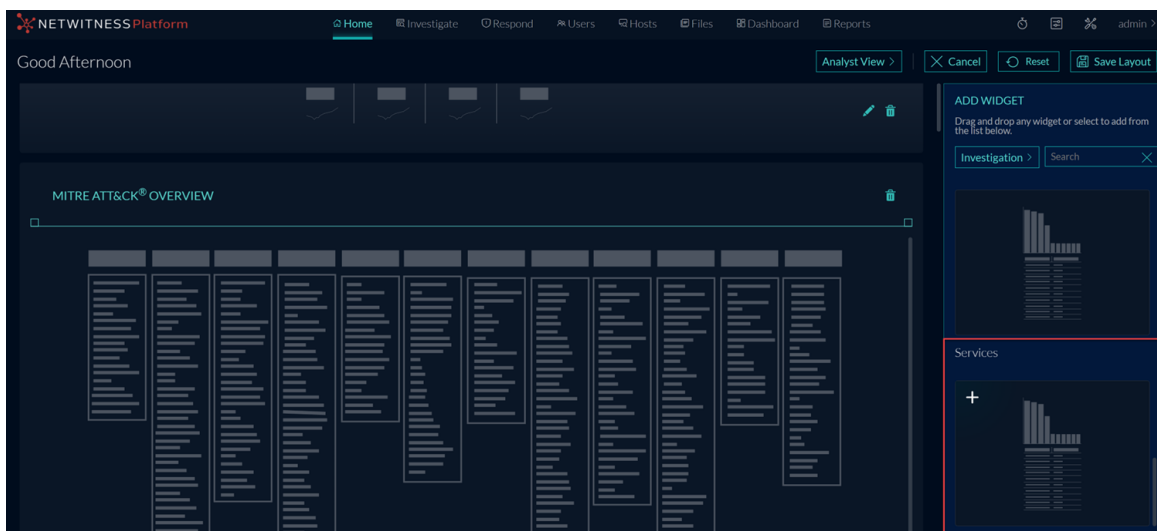 NETWITNESS Platform
Home
Investigate
Respond
Users
Hosts
Files
Dashboard
Reports
admin >
Good Afternoon
Analyst View >
Cancel
Reset
Save Layout
MITRE ATT&CK® OVERVIEW
ADD WIDGET
Drag and drop any widget or select to add from
the list below.
Investigation >
Search
Services